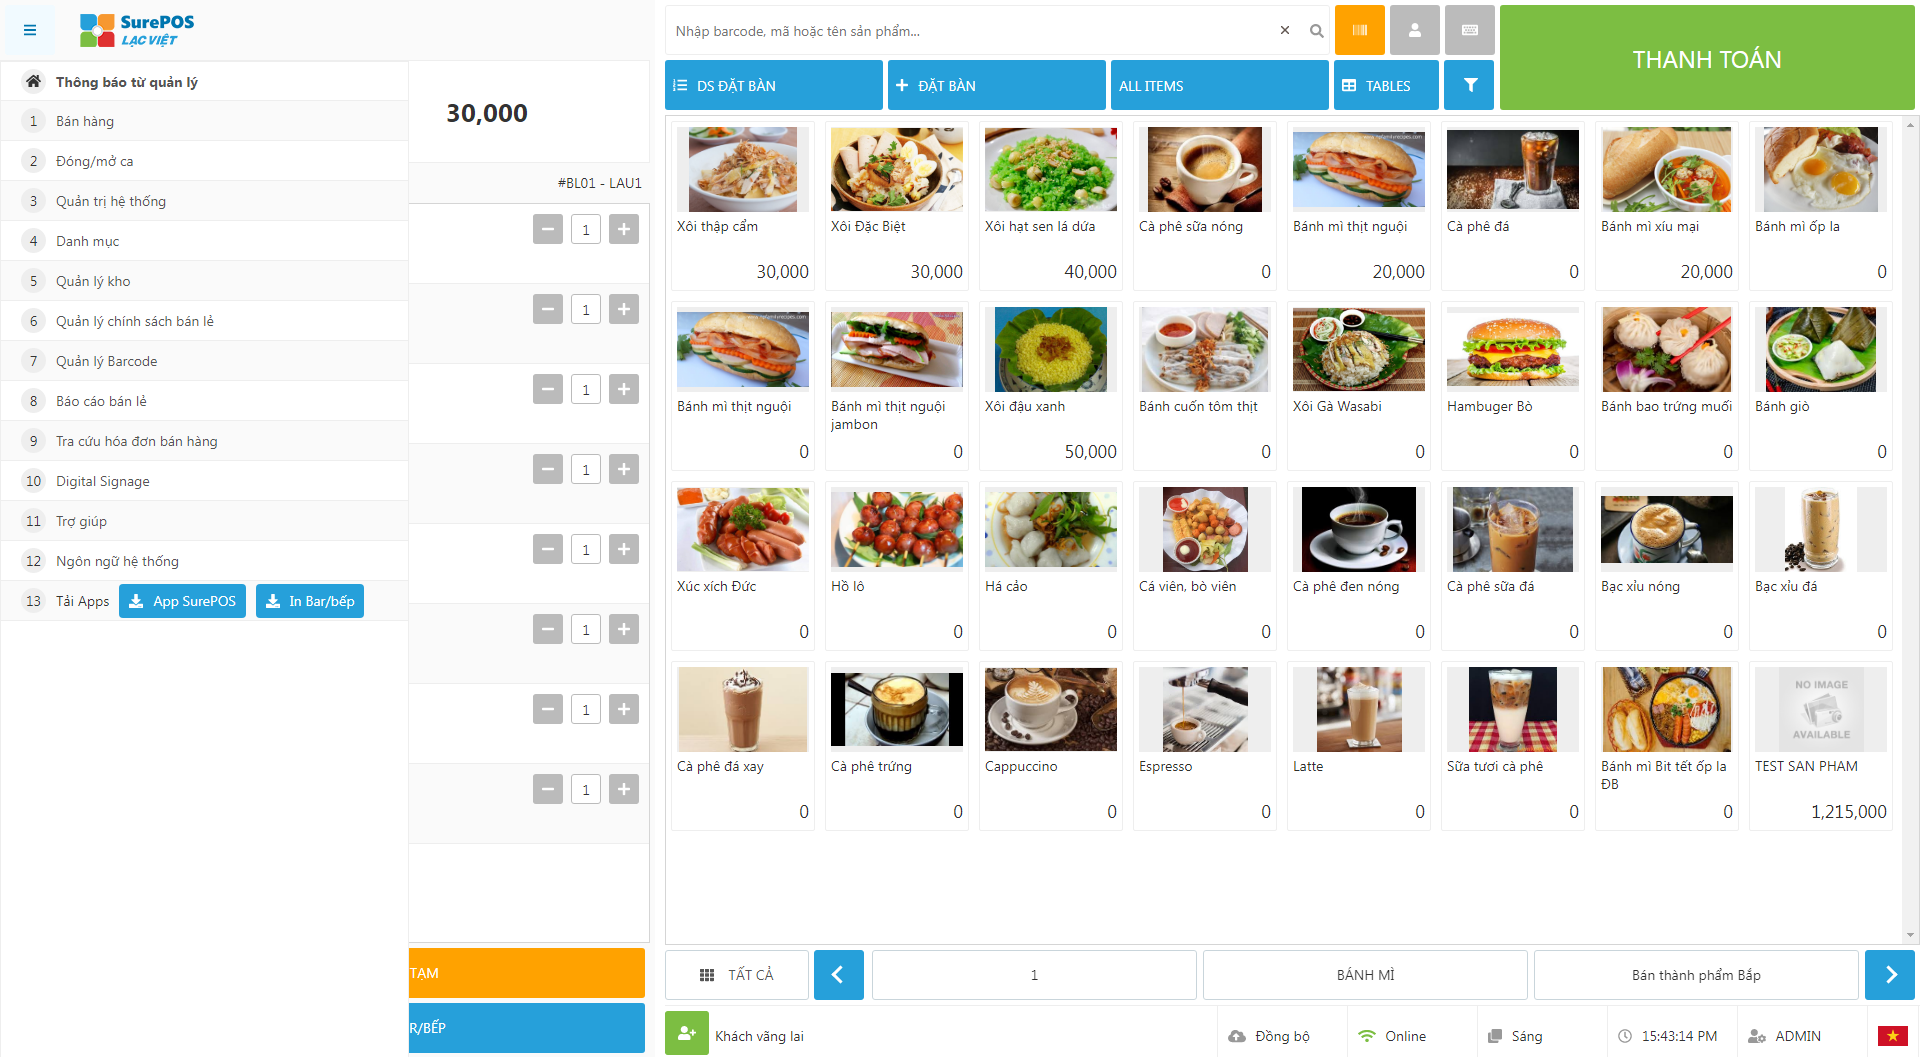 SurePOS
LẠC VIỆT
Thông báo từ quản lý
1 Bán hàng
2 Đóng/mở ca
3 Quản trị hệ thống
4 Danh mục
5 Quản lý kho
6 Quản lý chính sách bán lẻ
7 Quản lý Barcode
8 Báo cáo bán lẻ
9 Tra cứu hóa đơn bán hàng
10 Digital Signage
11 Trợ giúp
12 Ngôn ngữ hệ thống
13 Tải Apps App SurePOS In Bar/bếp
30,000
#BL01 - LAU1
1
1
1
1
1
1
1
1
TẠM
R/BẾP
Nhập barcode, mã hoặc tên sản phẩm...
THANH TOÁN
DS ĐẶT BÀN ĐẶT BÀN ALL ITEMS TABLES
Xôi thập cẩm
30,000
Xôi Đặc Biệt
30,000
Xôi hạt sen lá dứa
40,000
Cà phê sữa nóng
0
Bánh mì thịt nguội
20,000
Cà phê đá
0
Bánh mì xíu mại
20,000
Bánh mì ốp la
0
Bánh mì thịt nguội
0
Bánh mì thịt nguội
jambon
0
Xôi đậu xanh
50,000
Bánh cuốn tôm thịt
0
Xôi Gà Wasabi
0
Hambuger Bò
0
Bánh bao trứng muối
0
Bánh giò
0
Xúc xích Đức
0
Hồ lô
0
Há cảo
0
Cá viên, bò viên
0
Cà phê đen nóng
0
Cà phê sữa đá
0
Bạc xỉu nóng
0
Bạc xỉu đá
0
Cà phê đá xay
0
Cà phê trứng
0
Cappuccino
0
Espresso
0
Latte
0
Sữa tươi cà phê
0
Bánh mì Bit tết ốp la
ĐB
0
NO IMAGE
AVAILABLE
TEST SAN PHAM
1,215,000
TẤT CẢ 1 BÁNH MÌ Bán thành phẩm Bắp
Khách vãng lai Đồng bộ Online Sáng 15:43:14 PM ADMIN